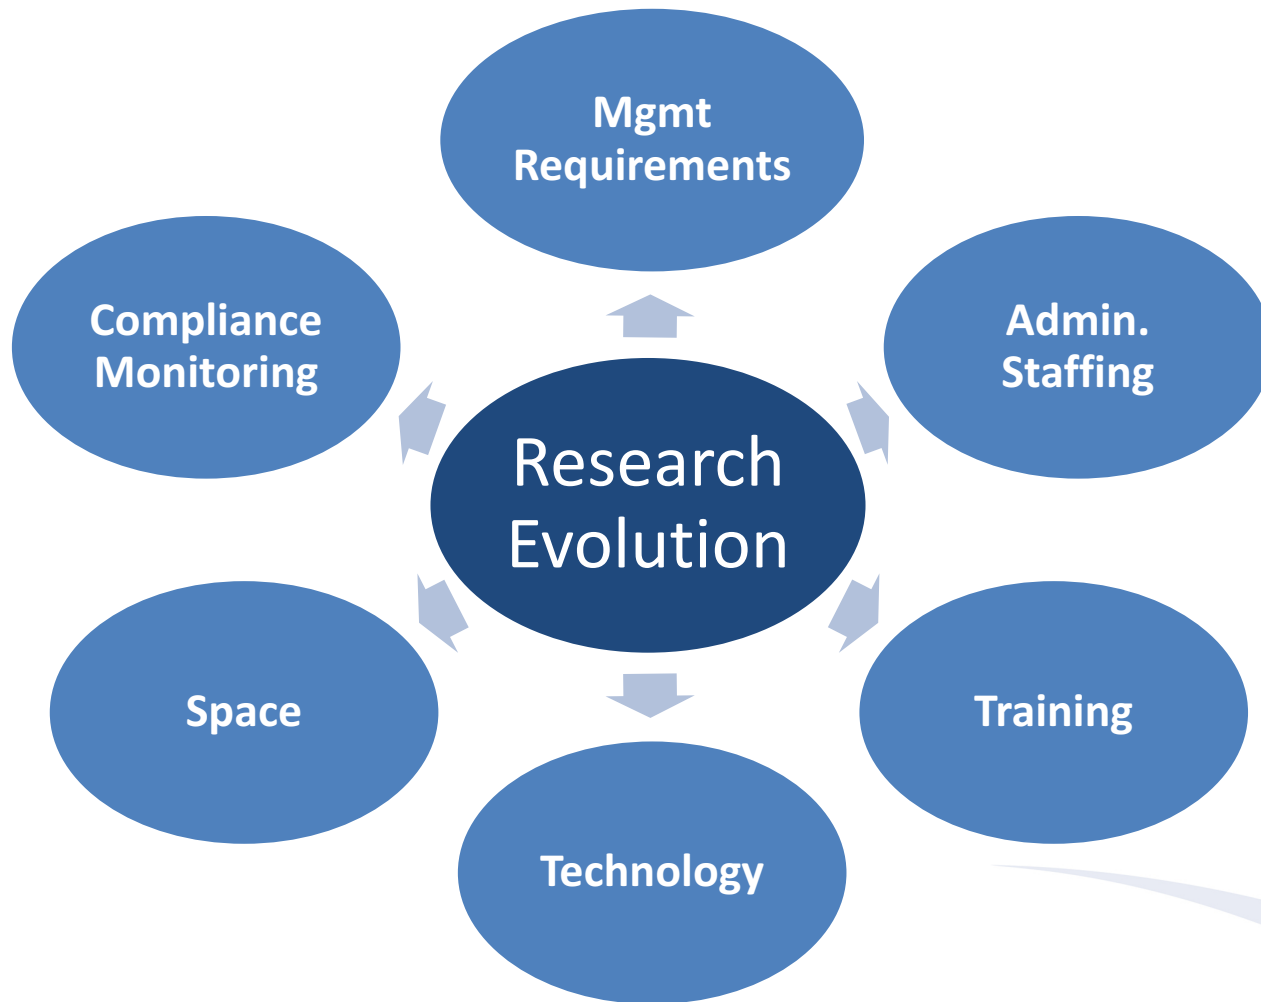 Mgmt
Requirements
Compliance
Monitoring
Admin.
Staffing
Research
Evolution
Space
Training
Technology